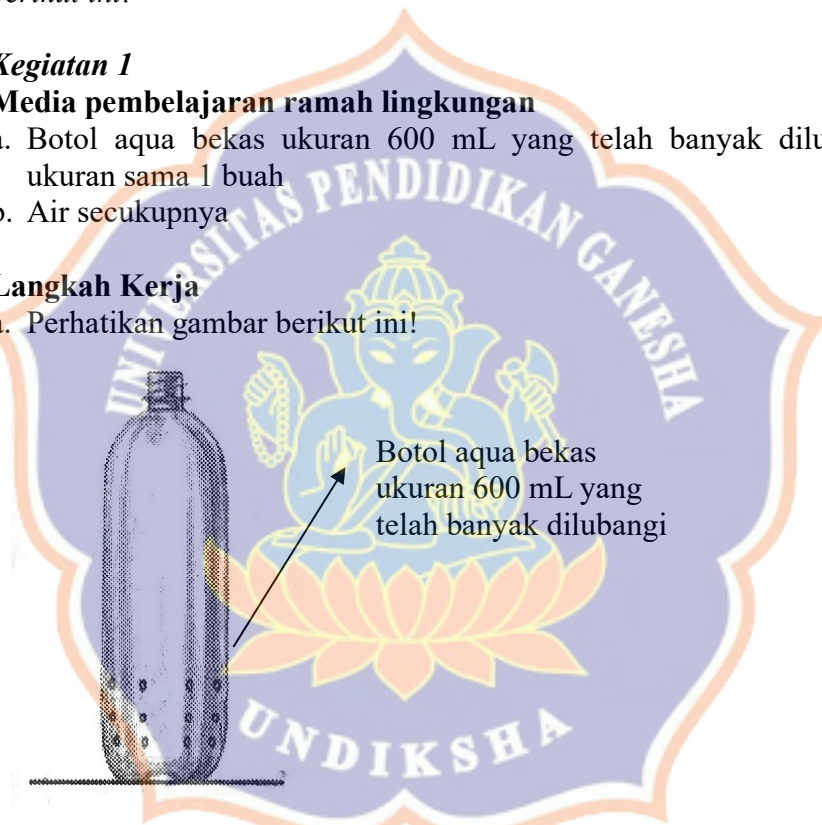 Kegiatan 1
Media pembelajaran ramah lingkungan
a. Botol aqua bekas ukuran 600 mL yang telah banyak
ukuran sama 1 buah
b. Air secukupnya
Langkah Kerja
a. Perhatikan gambar berikut ini!
UNIVERSITAS PENDIDIKAN GANESHA
Botol aqua bekas
ukuran 600 mL yang
telah banyak dilubangi
UNDIKSHA